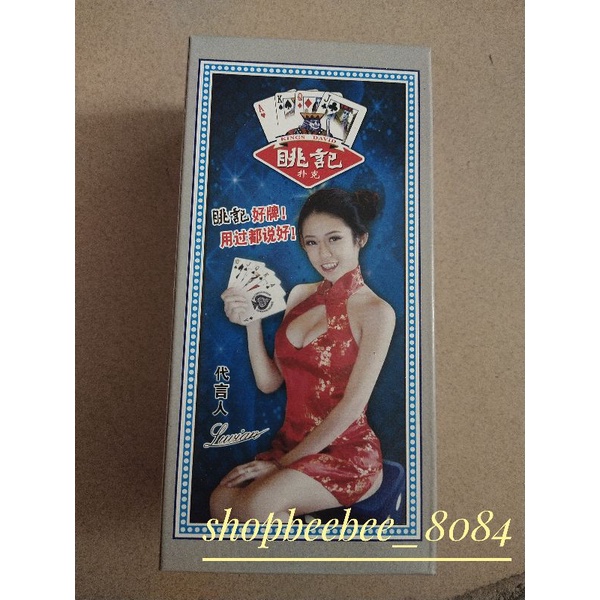 A K Q J
KINGS DAVID
眺記
扑克
眺記 好牌!
用过都说好!
代言人
shopbeebee_8084